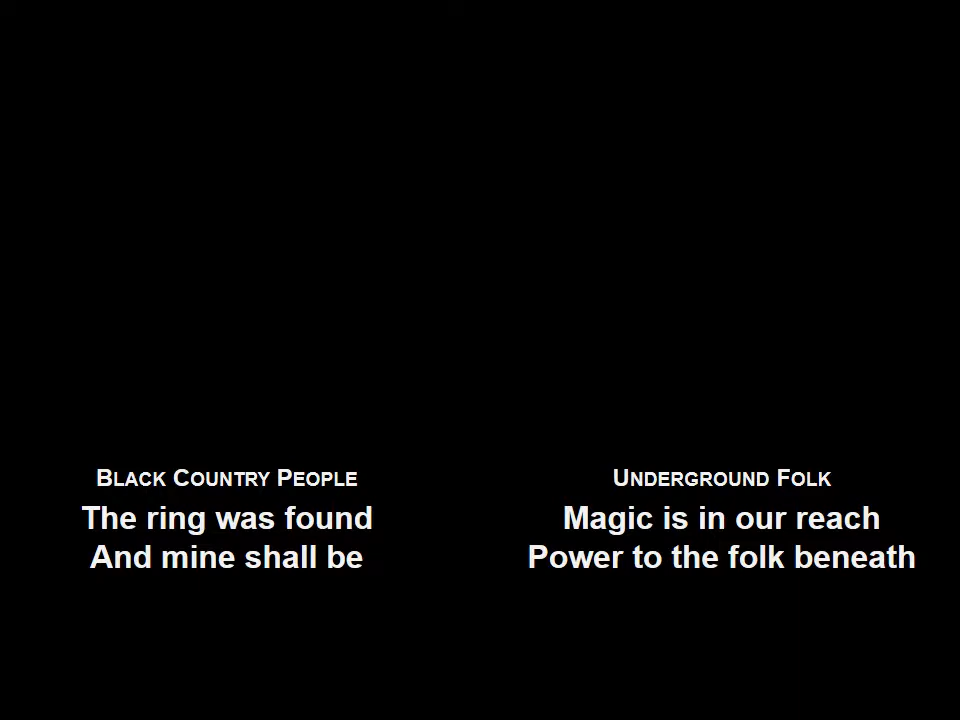 BLACK COUNTRY PEOPLE
The ring was found
And mine shall be
UNDERGROUND FOLK
Magic is in our reach
Power to the folk beneath